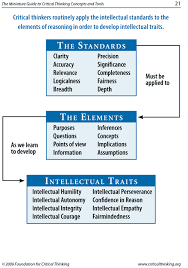 The Miniature Guide to Critical Thinking Concepts and Tools 21
Critical thinkers routinely apply the intellectual standards to the
elements of reasoning in order to develop intellectual traits.
THE STANDARDS
Clarity Precision
Accuracy Significance
Relevance Completeness
Logicalness Fairness
Breadth Depth
Must be
applied to
THE ELEMENTS
Purposes Inferences
Questions Concepts
Points of view Implications
Information Assumptions
As we learn
to develop
INTELLECTUAL TRAITS
Intellectual Humility Intellectual Perseverance
Intellectual Autonomy Confidence in Reason
Intellectual Integrity Intellectual Empathy
Intellectual Courage Fairmindedness
© 2009 Foundation for Critical Thinking www.criticalthinking.org